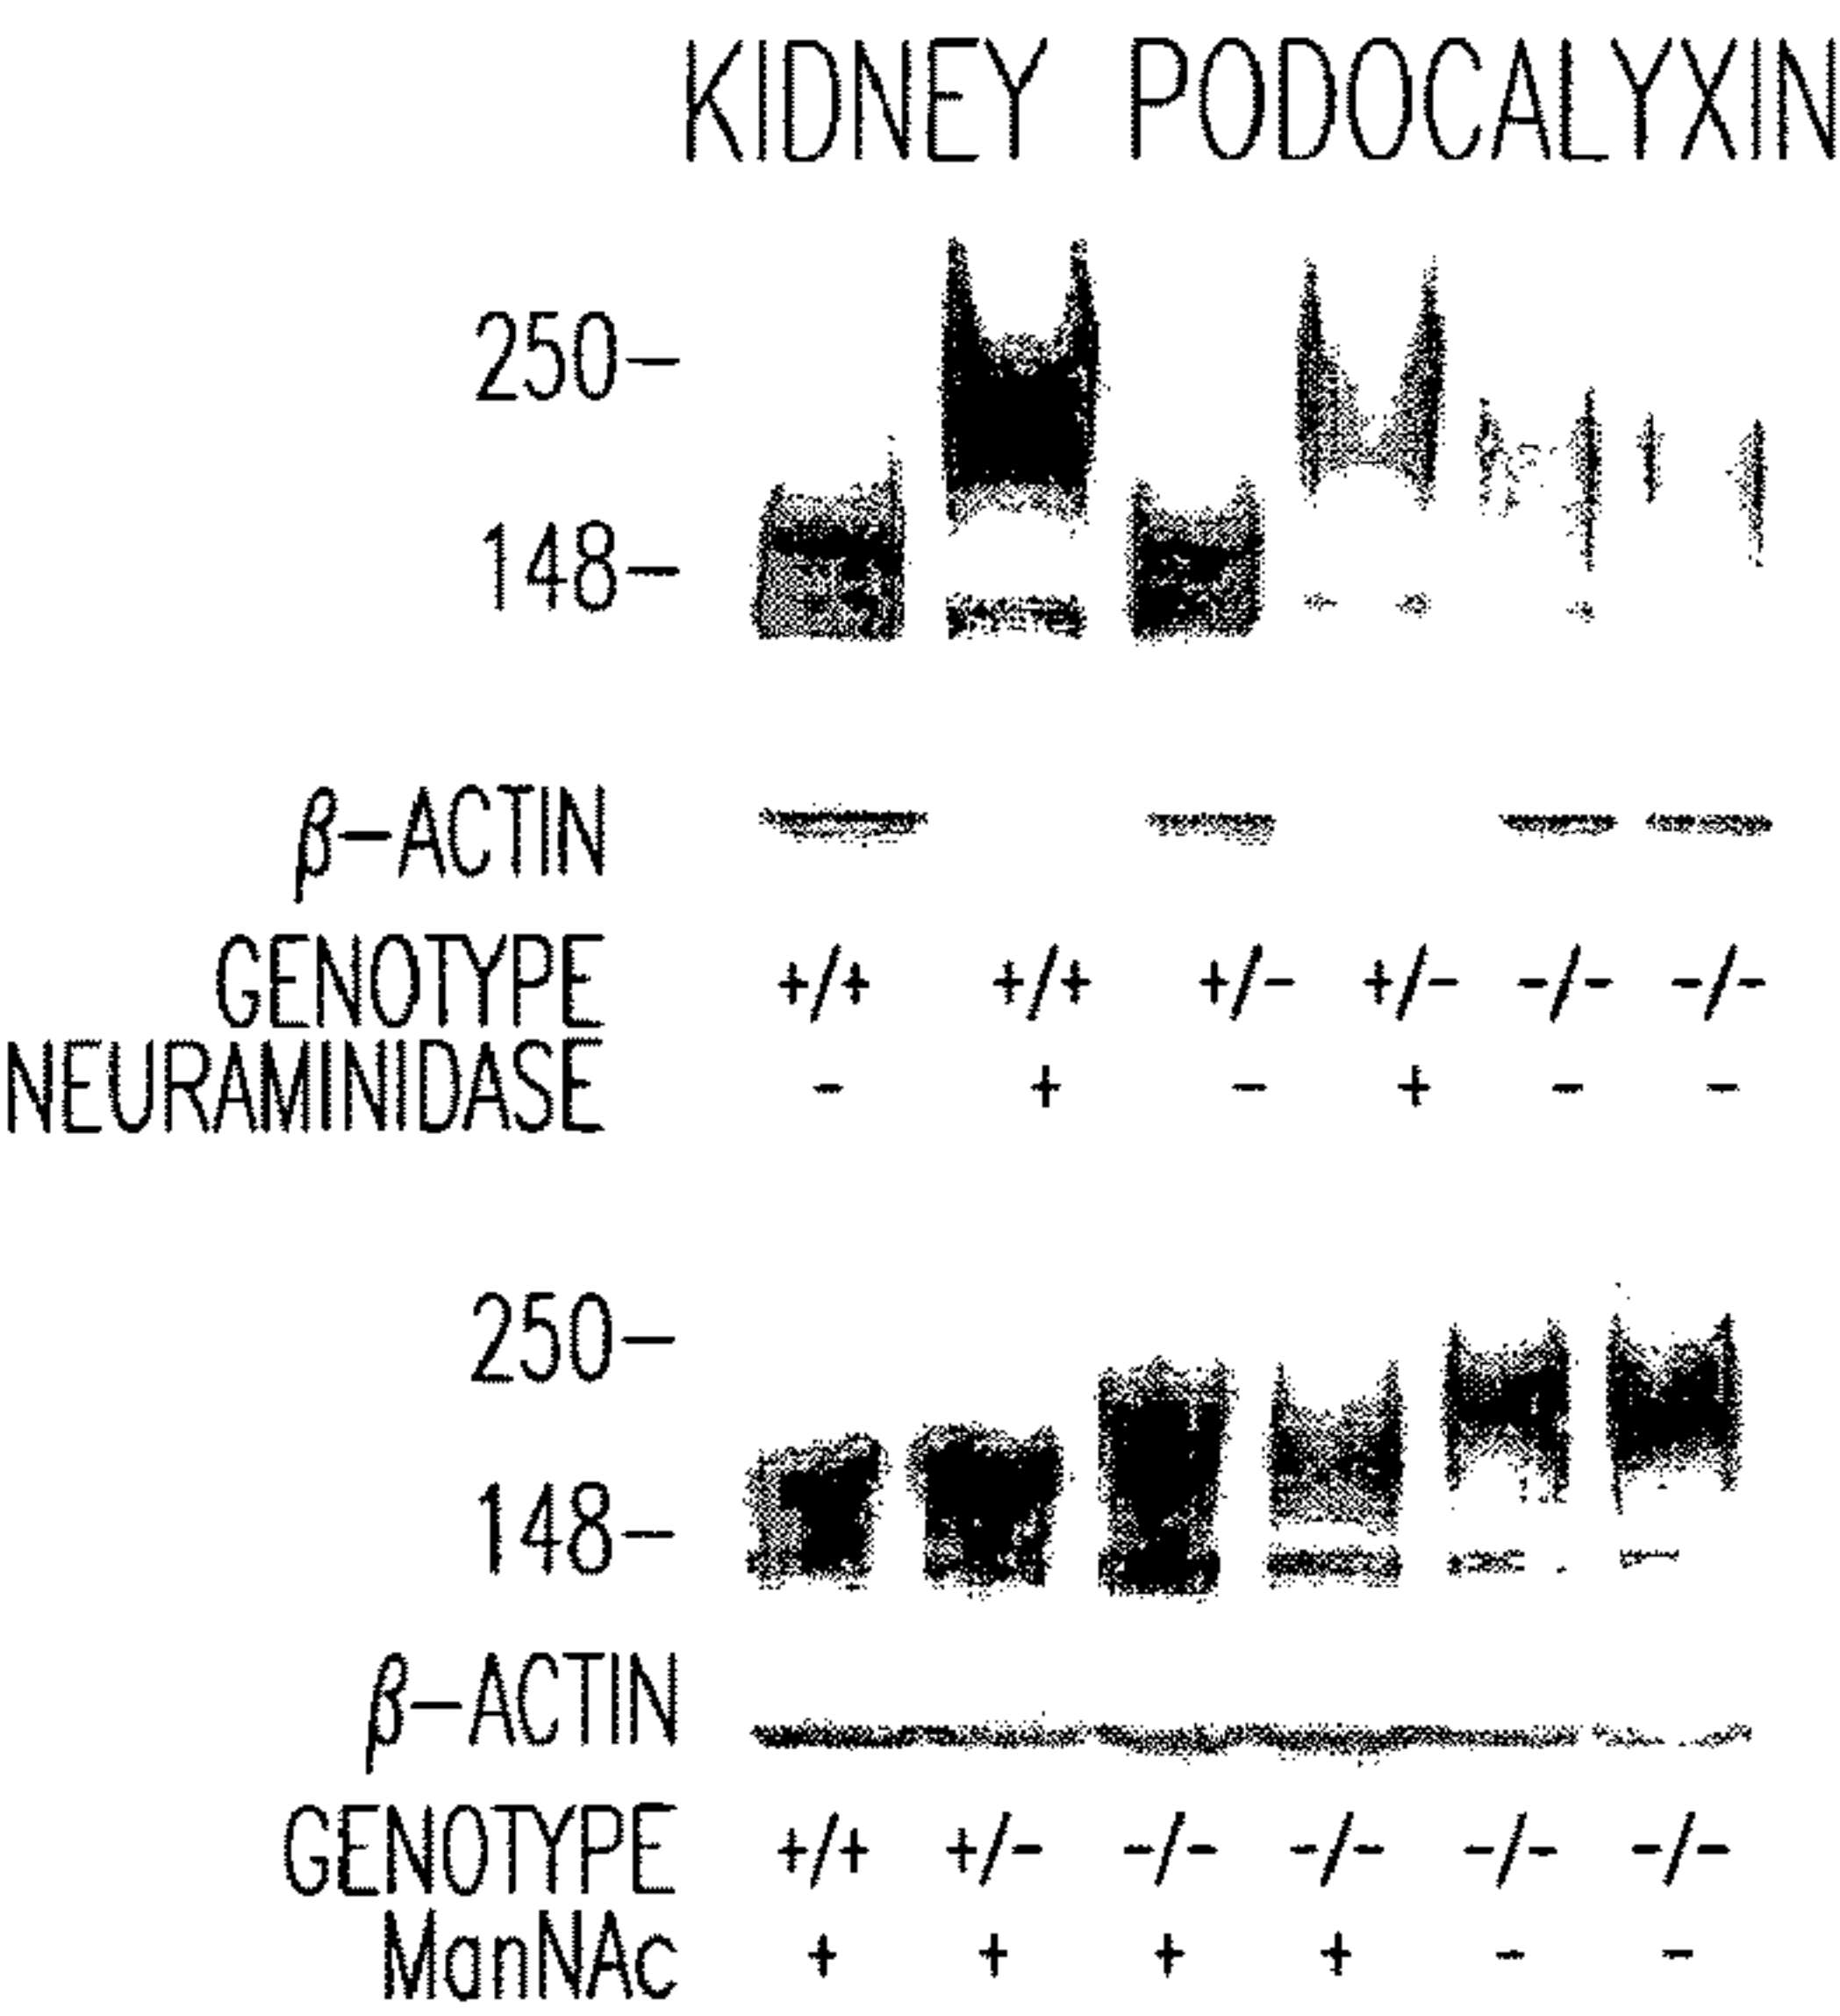 KIDNEY PODOCALYXIN
250-
148-
β-ACTIN
GENOTYPE +/+ +/+ +/- +/- -/- -/-
NEURAMINIDASE - + - + - -
250-
148-
β-ACTIN
GENOTYPE +/+ +/- -/- -/- -/- -/-
ManNAc + + + + - -